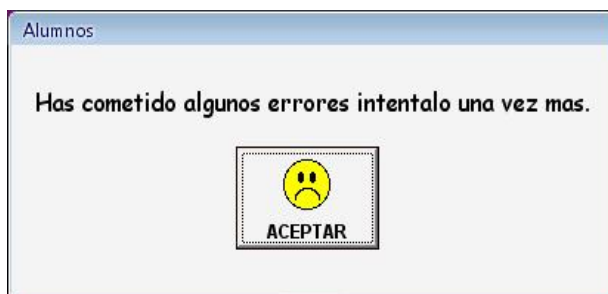 Alumnos
Has cometido algunos errores intentalo una vez mas.
ACEPTAR